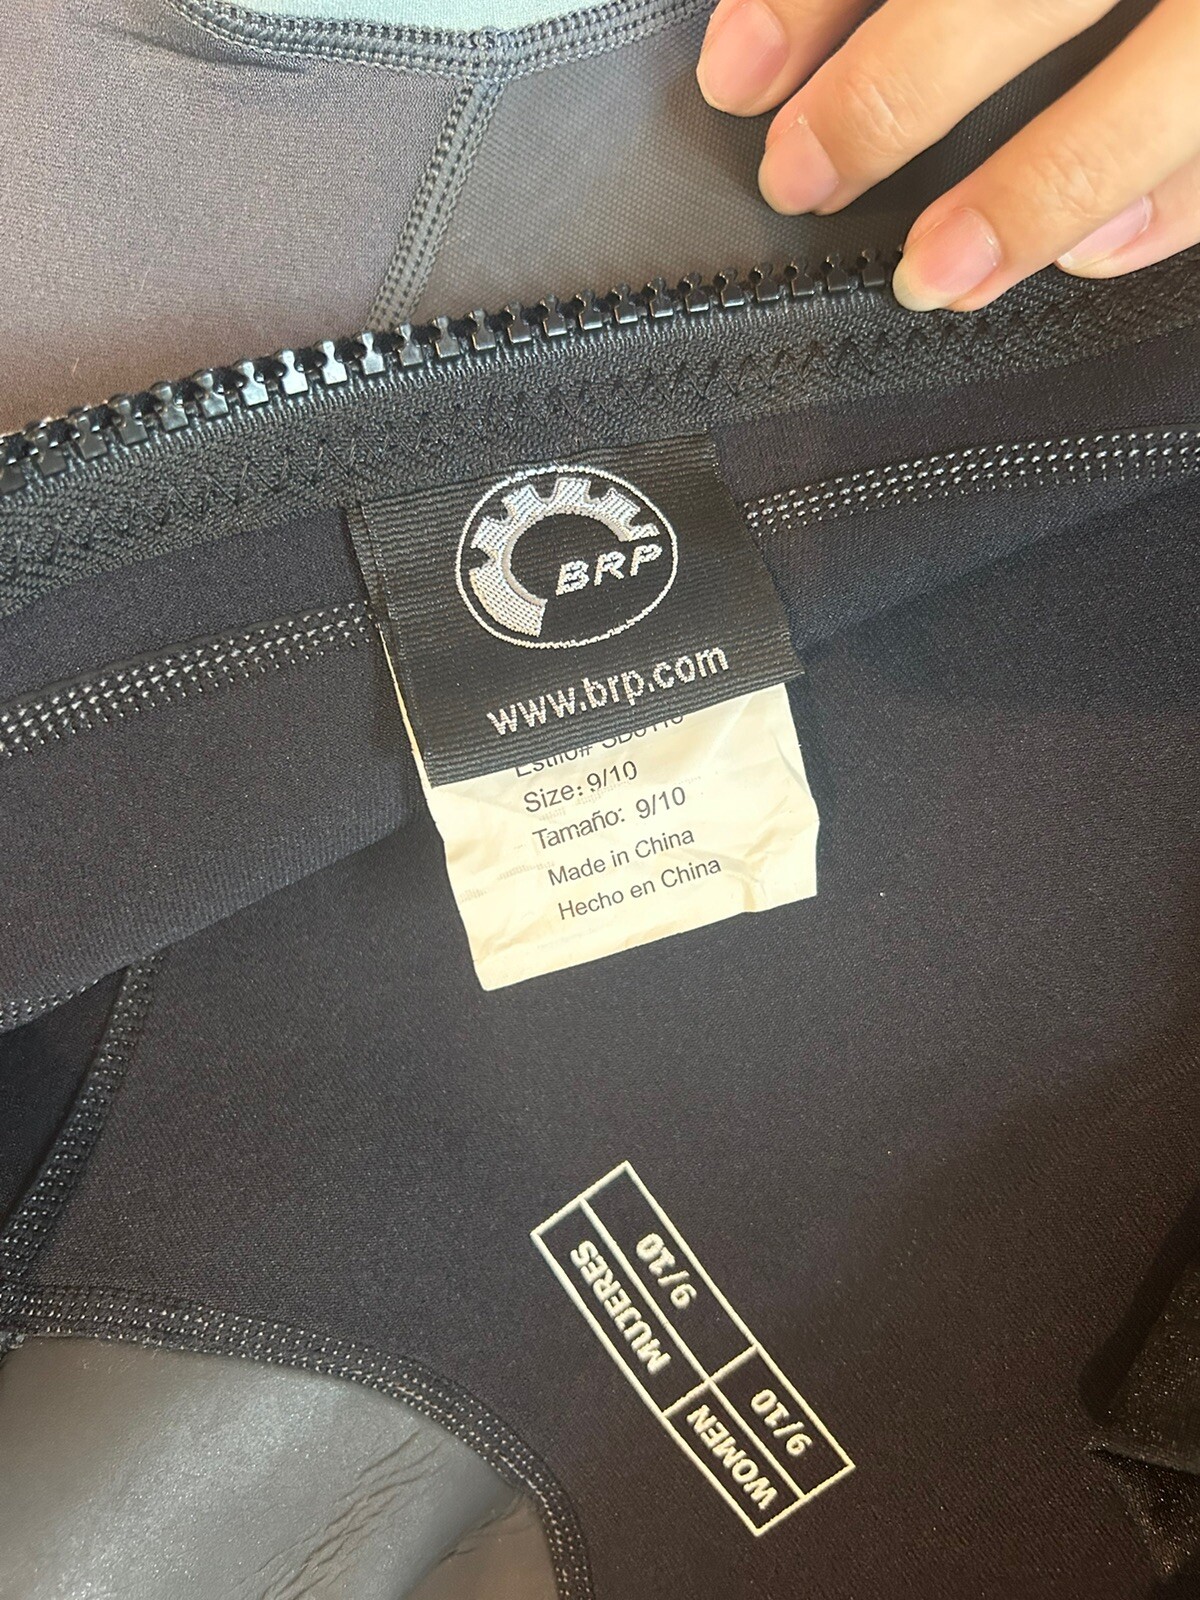 BRP
www.brp.com
Estilo#
Size: 9/10
Tamaño: 9/10
Made in China
Hecho en China
WOMEN
MUJERES
9/10
9/10